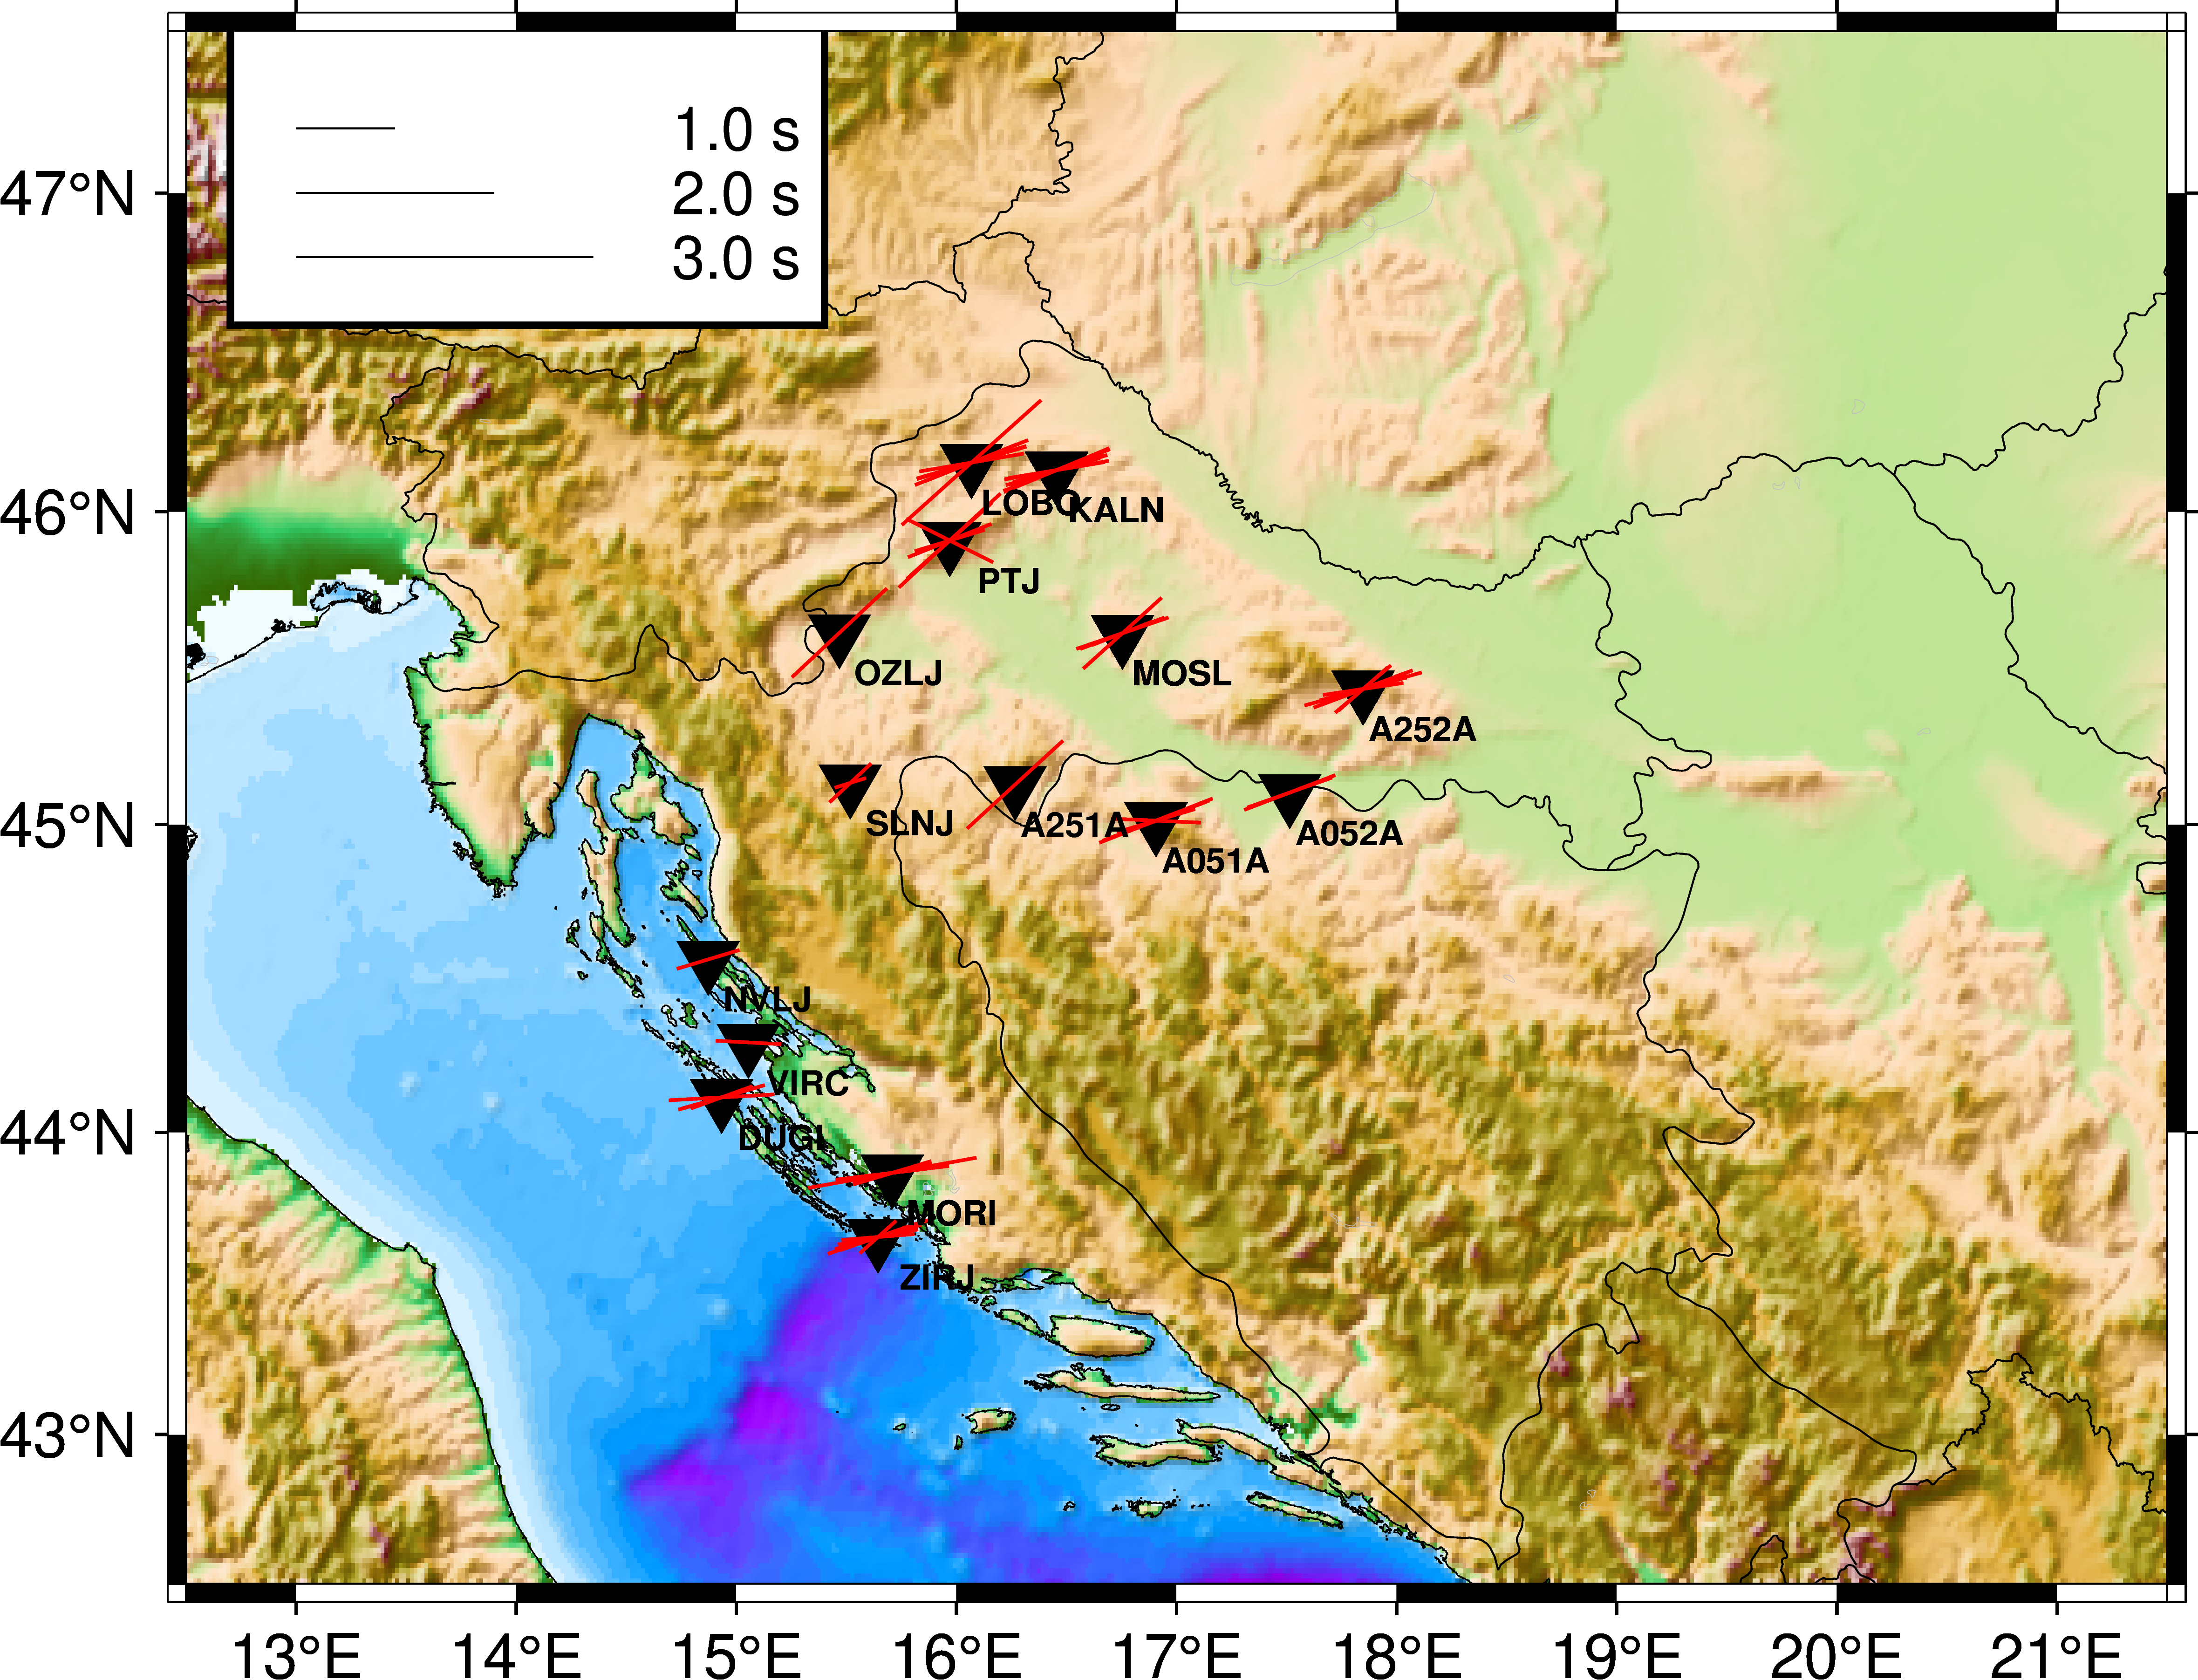 1.0 s
2.0 s
3.0 s
47°N
46°N
45°N
44°N
43°N
LOBO
KALN
PTJ
OZLJ
MOSL
A252A
SLNJ
A251A
A052A
A051A
NVLJ
VIRC
DUGI
MORI
ZIRJ
13°E 14°E 15°E 16°E 17°E 18°E 19°E 20°E 21°E